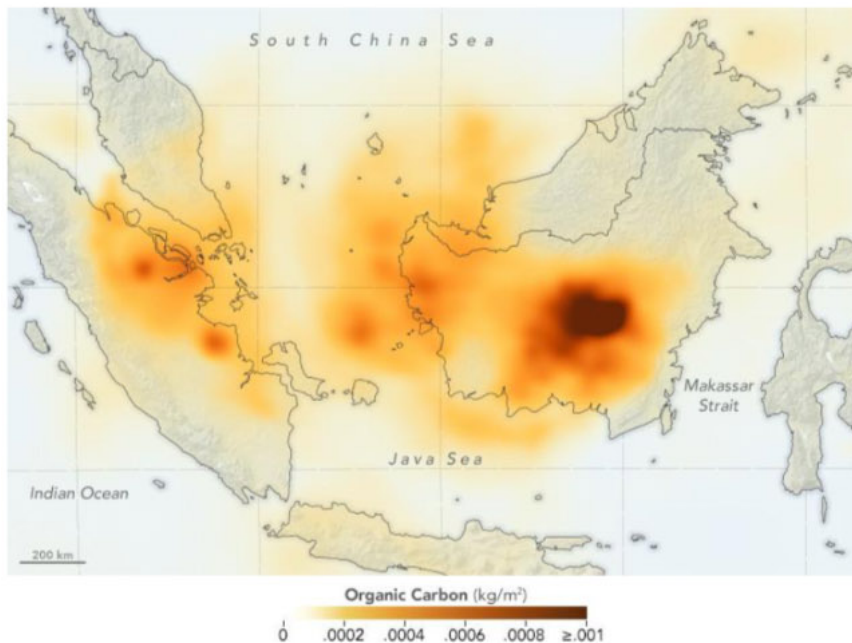 South China Sea
Makassar
Strait
Java Sea
Indian Ocean
200 km
Organic Carbon (kg/m²)
0 .0002 .0004 .0006 .0008 ≥.001